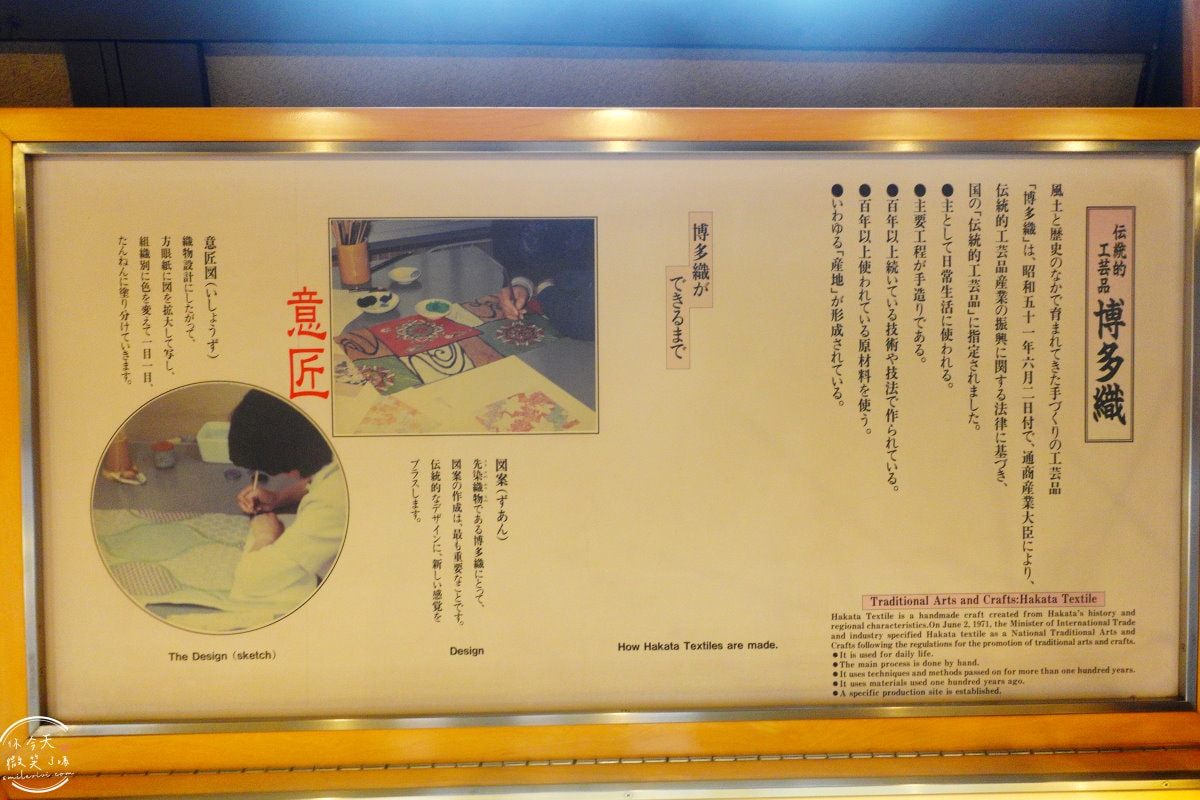 伝統的
工芸品
博多織
風土と歴史のなかで育まれてきた手づくりの工芸品
「博多織」は、昭和五十一年六月二日付で、通商産業大臣により、
伝統的工芸品産業の振興に関する法律に基づき、
国の「伝統的工芸品」に指定されました。
●主として日常生活に使われる。
●主要工程が手造りである。
●百年以上続いている技術や技法で作られている。
●百年以上使われている原材料を使う。
●いわゆる「産地」が形成されている。
Traditional Arts and Crafts:Hakata Textile
Hakata Textile is a handmade craft created from Hakata's history and
regional characteristics.On June 2, 1971, the Minister of International Trade
and industry specified Hakata textile as a National Traditional Arts and
Crafts following the regulations for the promotion of traditional arts and crafts.
●It is used for daily life.
●The main process is done by hand.
●It uses techniques and methods passed on for more than one hundred years.
●It uses materials used one hundred years ago.
●A specific production site is established.
博多織が
できるまで
How Hakata Textiles are made.
図案(ずあん)
先染織物である博多織にとって、
図案の作成は、最も重要なことです。
伝統的なデザインに、新しい感覚を
プラスします。
Design
意匠
意匠図(いしょうず)
織物設計にしたがって、
方眼紙に図を拡大して写し、
組織別に色を変えて一目一目、
たんねんに塗り分けていきます。
The Design (sketch)
你今天
微笑了嗎
smilerivi.com